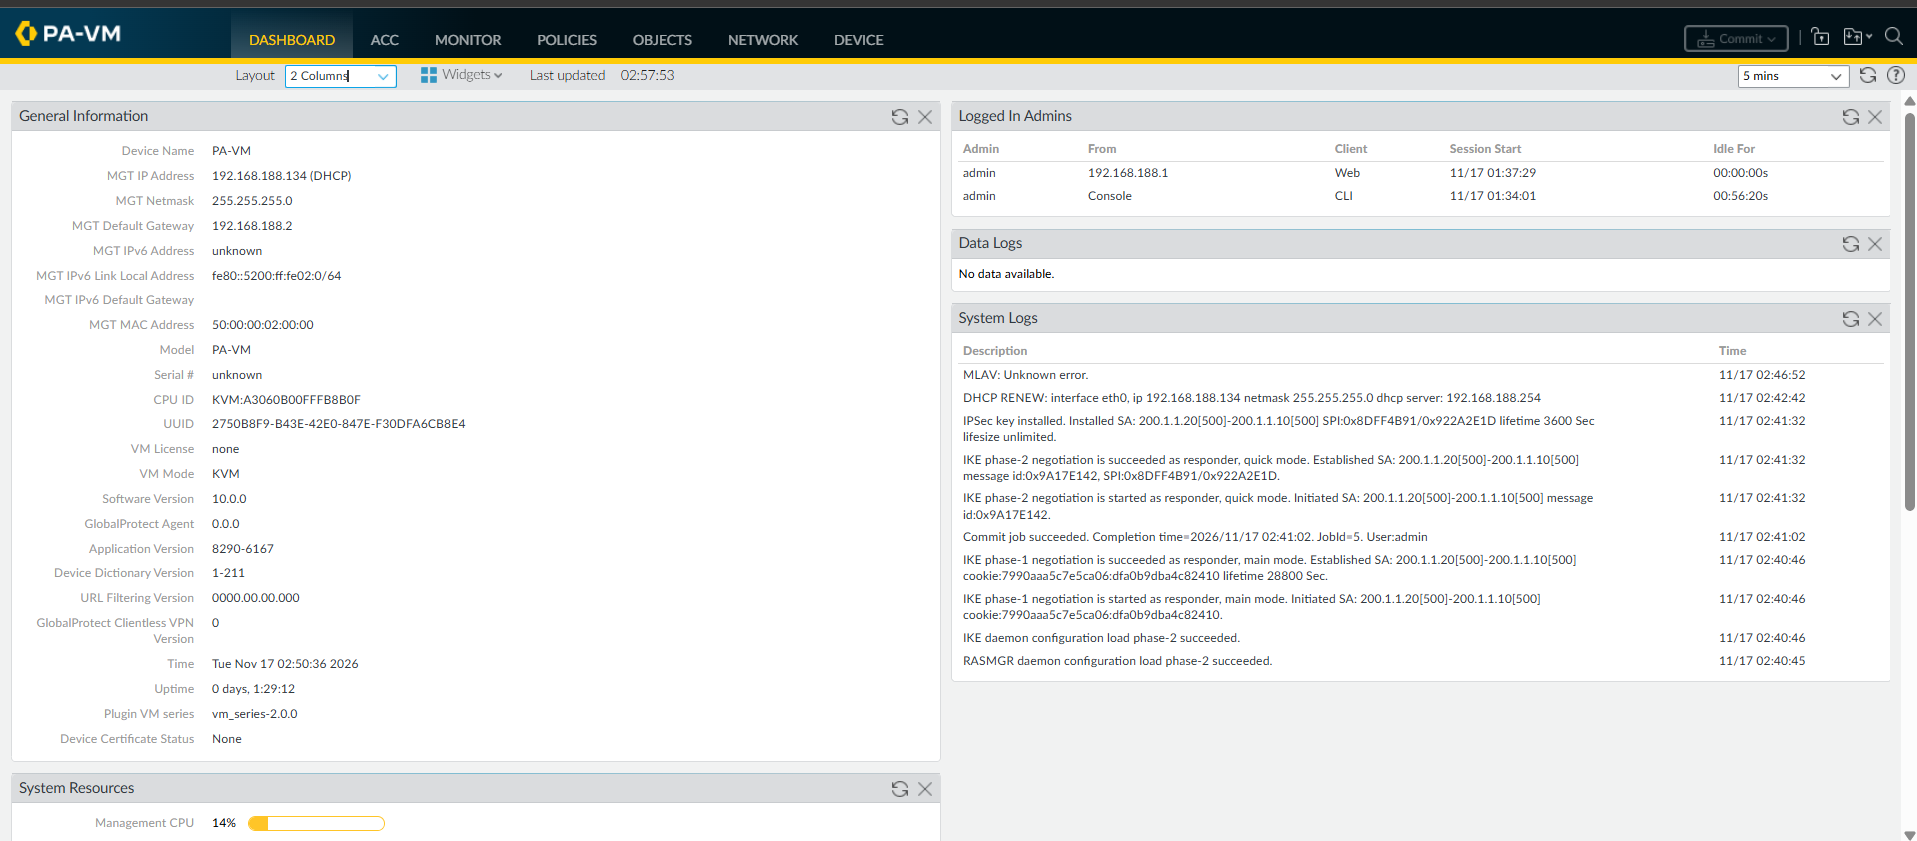 PA-VM
DASHBOARD ACC MONITOR POLICIES OBJECTS NETWORK DEVICE Commit
Layout 2 Columns Widgets Last updated 02:57:53 5 mins
General Information
Device Name PA-VM
MGT IP Address 192.168.188.134 (DHCP)
MGT Netmask 255.255.255.0
MGT Default Gateway 192.168.188.2
MGT IPv6 Address unknown
MGT IPv6 Link Local Address fe80::5200:ff:fe02:0/64
MGT IPv6 Default Gateway
MGT MAC Address 50:00:00:02:00:00
Model PA-VM
Serial # unknown
CPU ID KVM:A3060B00FFFB8B0F
UUID 2750B8F9-B43E-42E0-847E-F30DFA6CB8E4
VM License none
VM Mode KVM
Software Version 10.0.0
GlobalProtect Agent 0.0.0
Application Version 8290-6167
Device Dictionary Version 1-211
URL Filtering Version 0000.00.00.000
GlobalProtect Clientless VPN 0
Version
Time Tue Nov 17 02:50:36 2026
Uptime 0 days, 1:29:12
Plugin VM series vm_series-2.0.0
Device Certificate Status None
System Resources
Management CPU 14%
Logged In Admins
Admin From Client Session Start Idle For
admin 192.168.188.1 Web 11/17 01:37:29 00:00:00s
admin Console CLI 11/17 01:34:01 00:56:20s
Data Logs
No data available.
System Logs
Description Time
MLAV: Unknown error. 11/17 02:46:52
DHCP RENEW: interface eth0, ip 192.168.188.134 netmask 255.255.255.0 dhcp server: 192.168.188.254 11/17 02:42:42
IPSec key installed. Installed SA: 200.1.1.20[500]-200.1.1.10[500] SPI:0x8DFF4B91/0x922A2E1D lifetime 3600 Sec 11/17 02:41:32
lifesize unlimited.
IKE phase-2 negotiation is succeeded as responder, quick mode. Established SA: 200.1.1.20[500]-200.1.1.10[500] 11/17 02:41:32
message id:0x9A17E142, SPI:0x8DFF4B91/0x922A2E1D.
IKE phase-2 negotiation is started as responder, quick mode. Initiated SA: 200.1.1.20[500]-200.1.1.10[500] message 11/17 02:41:32
id:0x9A17E142.
Commit job succeeded. Completion time=2026/11/17 02:41:02. JobId=5. User:admin 11/17 02:41:02
IKE phase-1 negotiation is succeeded as responder, main mode. Established SA: 200.1.1.20[500]-200.1.1.10[500] 11/17 02:40:46
cookie:7990aaa5c7e5ca06:dfa0b9dba4c82410 lifetime 28800 Sec.
IKE phase-1 negotiation is started as responder, main mode. Initiated SA: 200.1.1.20[500]-200.1.1.10[500] 11/17 02:40:46
cookie:7990aaa5c7e5ca06:dfa0b9dba4c82410.
IKE daemon configuration load phase-2 succeeded. 11/17 02:40:46
RASMGR daemon configuration load phase-2 succeeded. 11/17 02:40:45